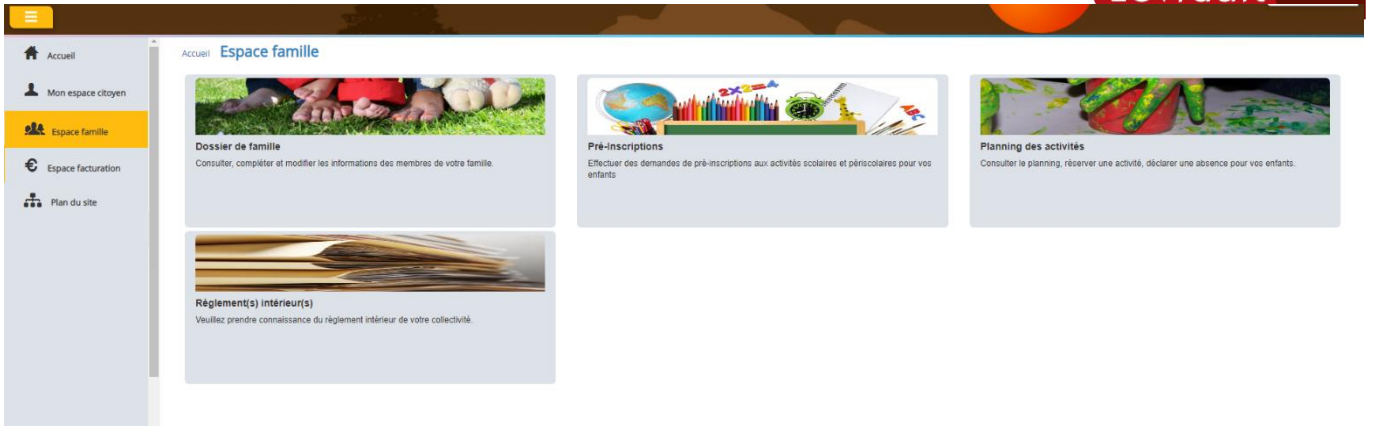 Accueil
Mon espace citoyen
Espace famille
Espace facturation
Plan du site
Accueil Espace famille
2x2=4
ABC
Dossier de famille
Consulter, compléter et modifier les informations des membres de votre famille.
Pré-Inscriptions
Effectuer des demandes de pré-inscriptions aux activités scolaires et périscolaires pour vos
enfants
Planning des activités
Consulter le planning, réserver une activité, déclarer une absence pour vos enfants.
Règlement(s) intérieur(s)
Veuillez prendre connaissance du règlement intérieur de votre collectivité.